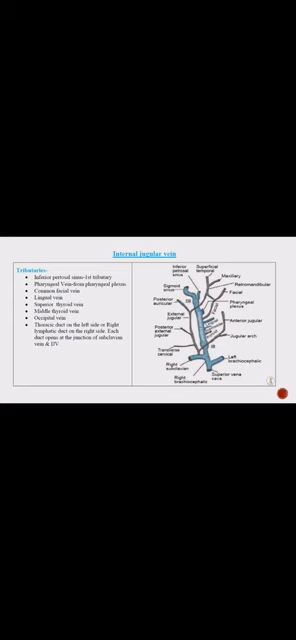 Internal jugular vein
Tributaries-
Inferior pertosal sinus-1st tributary
Pharyngeal Vein-from pharyngeal plexus
Common facial vein
Lingual vein
Superior thyroid vein
Middle thyroid vein
Occipital vein
Thoracic duct on the left side or Right
lymphatic duct on the right side. Each
duct opens at the junction of subclavian
vein & IJV.
Inferior
petrosal
sinus
Superficial
temporal
Maxillary
Sigmoid
sinus
SB
Retromandibular
Facial
Posterior
auricular
Pharyngeal
plexus
External
jugular
Anterior jugular
Posterior
external
jugular
Jugular arch
Transverse
cervical
IB
Right
subclavian
Left
brachiocephalic
Right
brachiocephalic
Superior vena
cava